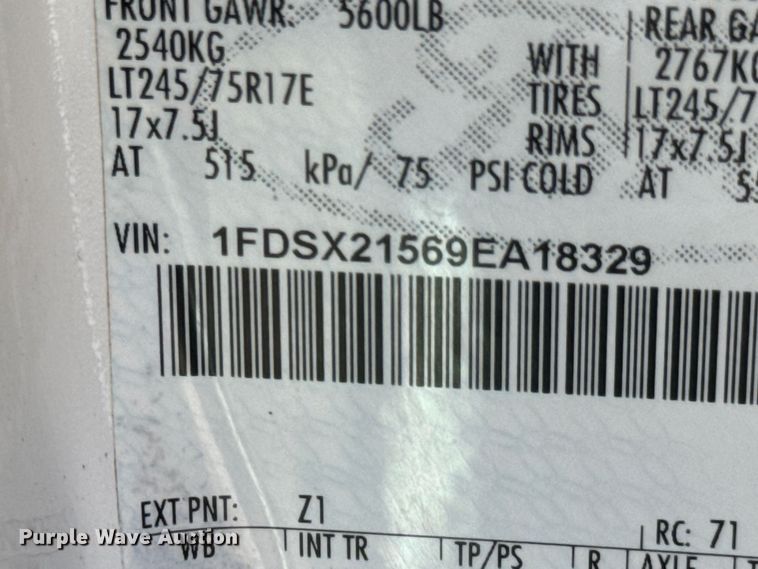 FRONT GAWR: 5600LB REAR
2540KG WITH 2767KG
LT245/75R17E TIRES LT245/7
17x7.5J RIMS 17x7.5J
AT 515 kPa/ 75 PSI COLD AT
VIN: 1FDSX21569EA18329
EXT PNT: Z1 RC: 71
WB INT TR TP/PS R AXLE
Purple Wave Auction